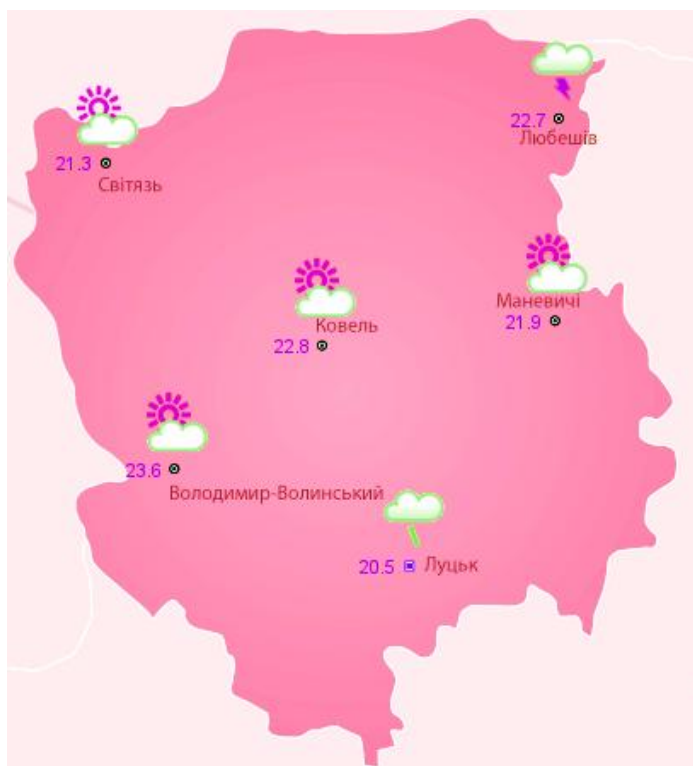 22.7
Любешів
21.3
Світязь
Маневичі
21.9
Ковель
22.8
23.6
Володимир-Волинський
20.5 Луцьк